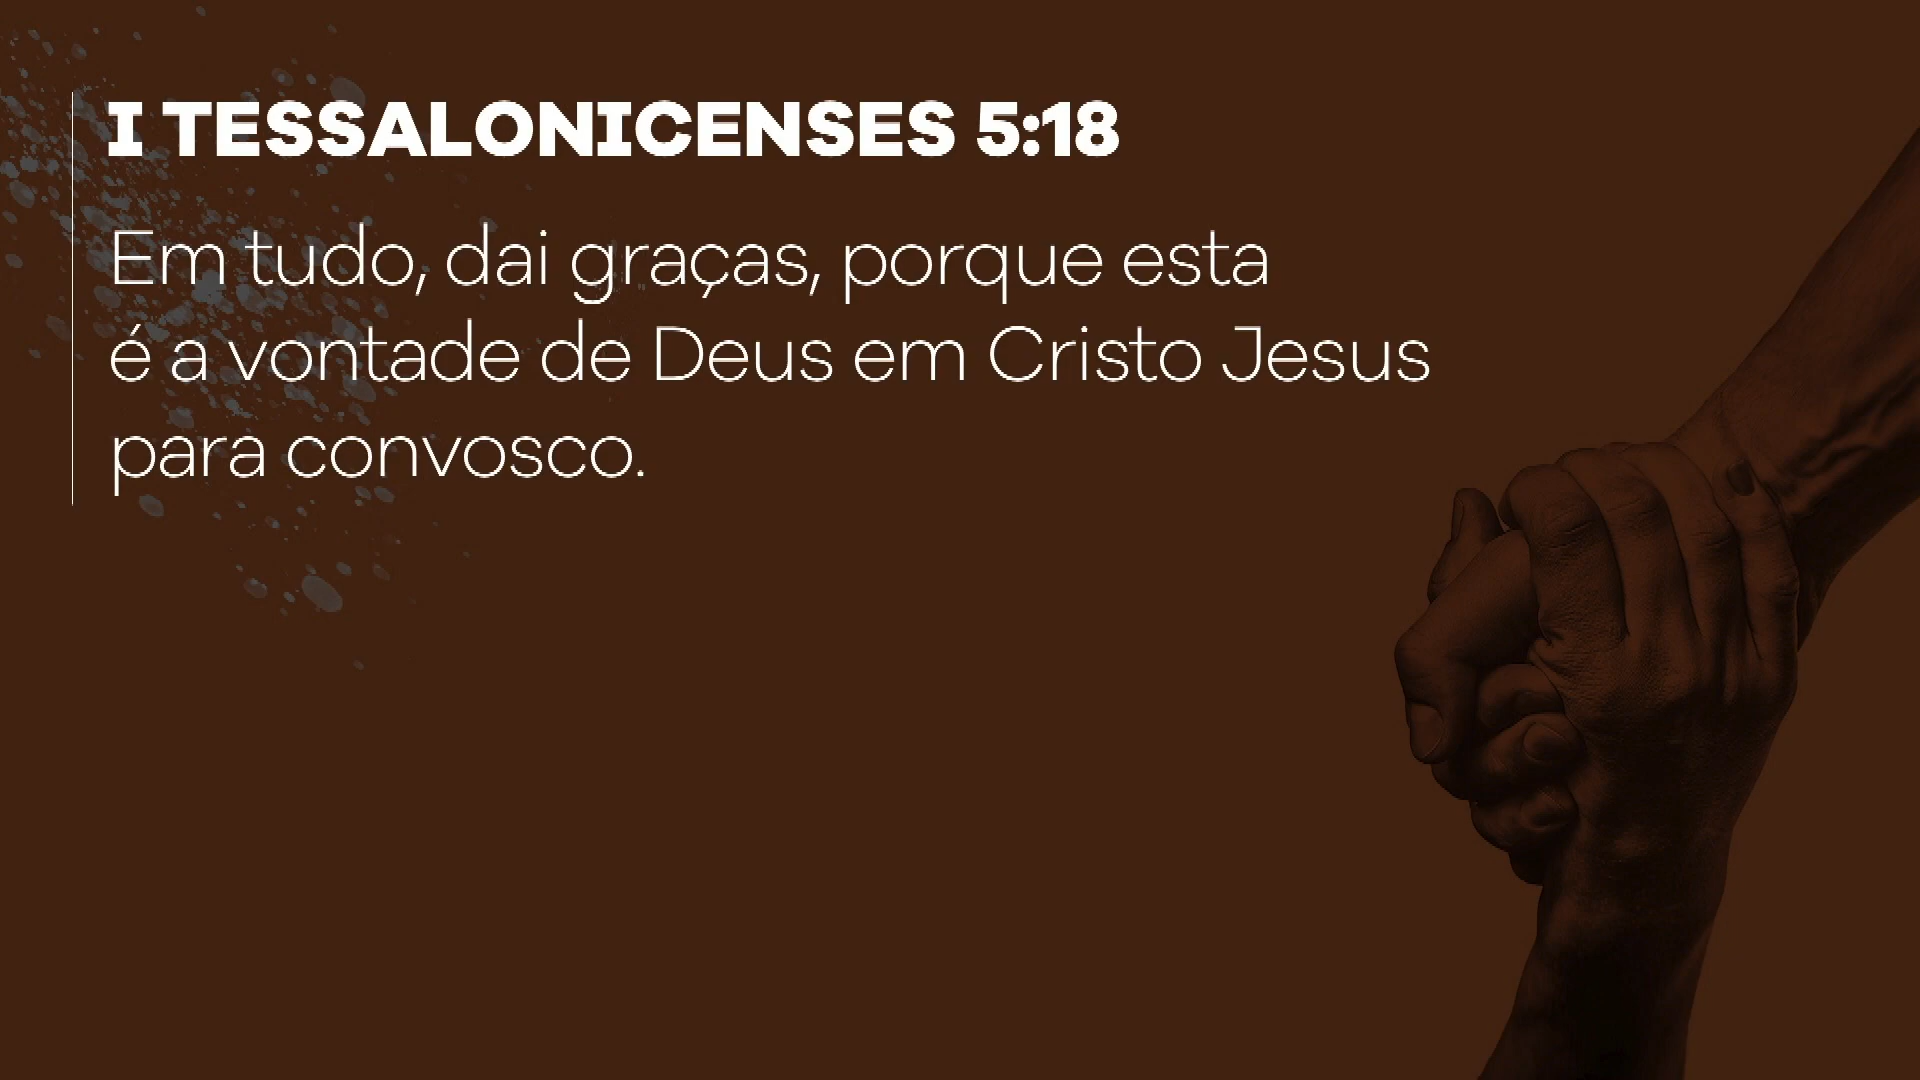 I TESSALONICENSES 5:18
Em tudo, dai graças, porque esta
é a vontade de Deus em Cristo Jesus
para convosco.